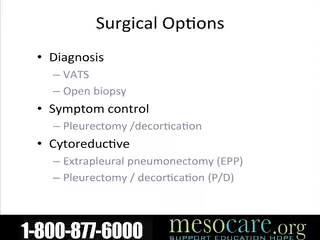 Surgical Options
• Diagnosis
– VATS
– Open biopsy
• Symptom control
– Pleurectomy /decortication
• Cytoreductive
– Extrapleural pneumonectomy (EPP)
– Pleurectomy / decortication (P/D)
1-800-877-6000
mesocare.org
SUPPORT EDUCATION HOPE